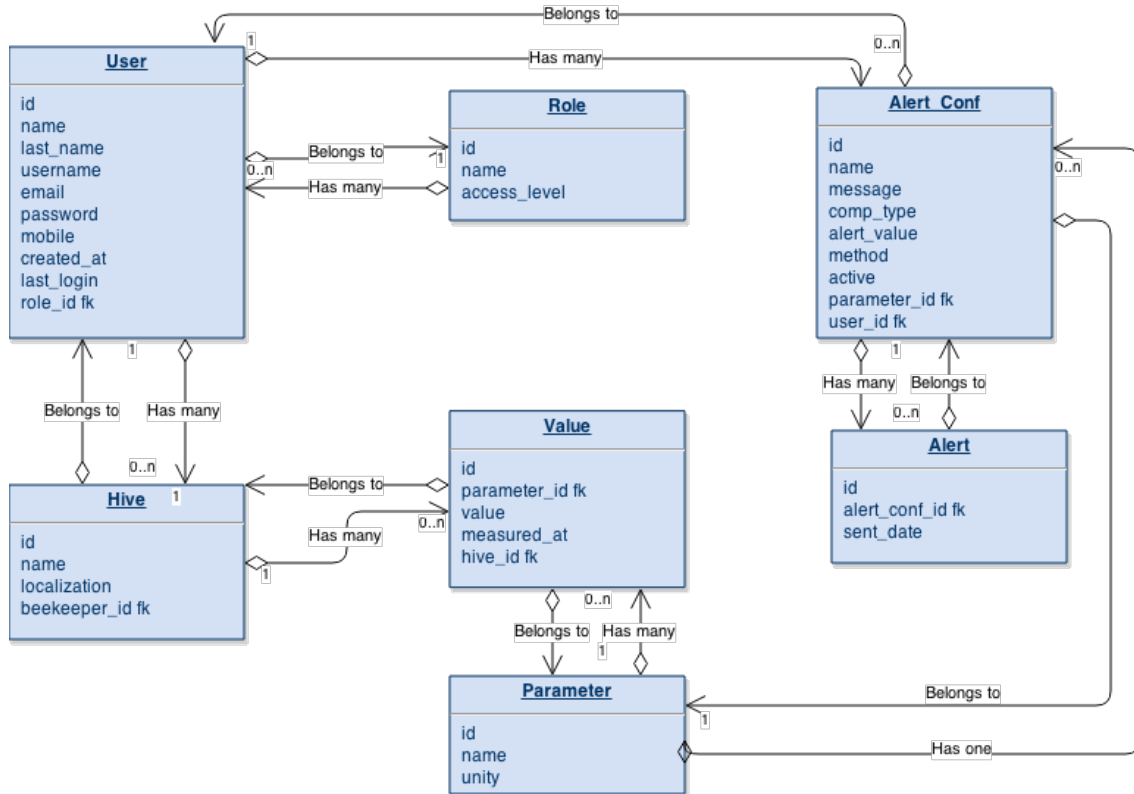 Belongs to
1
0..n
User
Has many
id
name
last_name
username
email
password
mobile
created_at
last_login
role_id fk
Role
id
name
access_level
Belongs to
1
0..n
Has many
Alert_Conf
id
name
message
comp_type
alert_value
method
active
parameter_id fk
user_id fk
0..n
1
1
Belongs to
Has many
0..n
1
Has many
Belongs to
0..n
Value
id
parameter_id fk
value
measured_at
hive_id fk
Alert
id
alert_conf_id fk
sent_date
Hive
id
name
localization
beekeeper_id fk
Belongs to
0..n
Has many
1
0..n
Belongs to
Has many
1
Parameter
id
name
unity
Belongs to
1
Has one